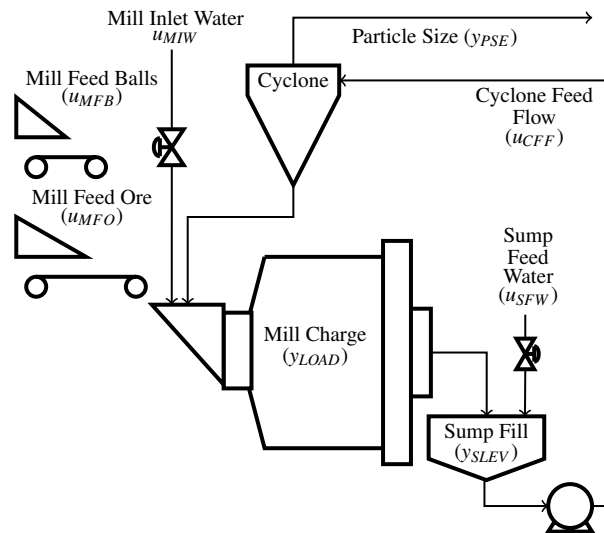 Mill Inlet Water
u_MIW
Particle Size (y_PSE)
Mill Feed Balls
(u_MFB)
Cyclone
Cyclone Feed
Flow
(u_CFF)
Mill Feed Ore
(u_MFO)
Sump
Feed
Water
(u_SFW)
Mill Charge
(y_LOAD)
Sump Fill
(y_SLEV)